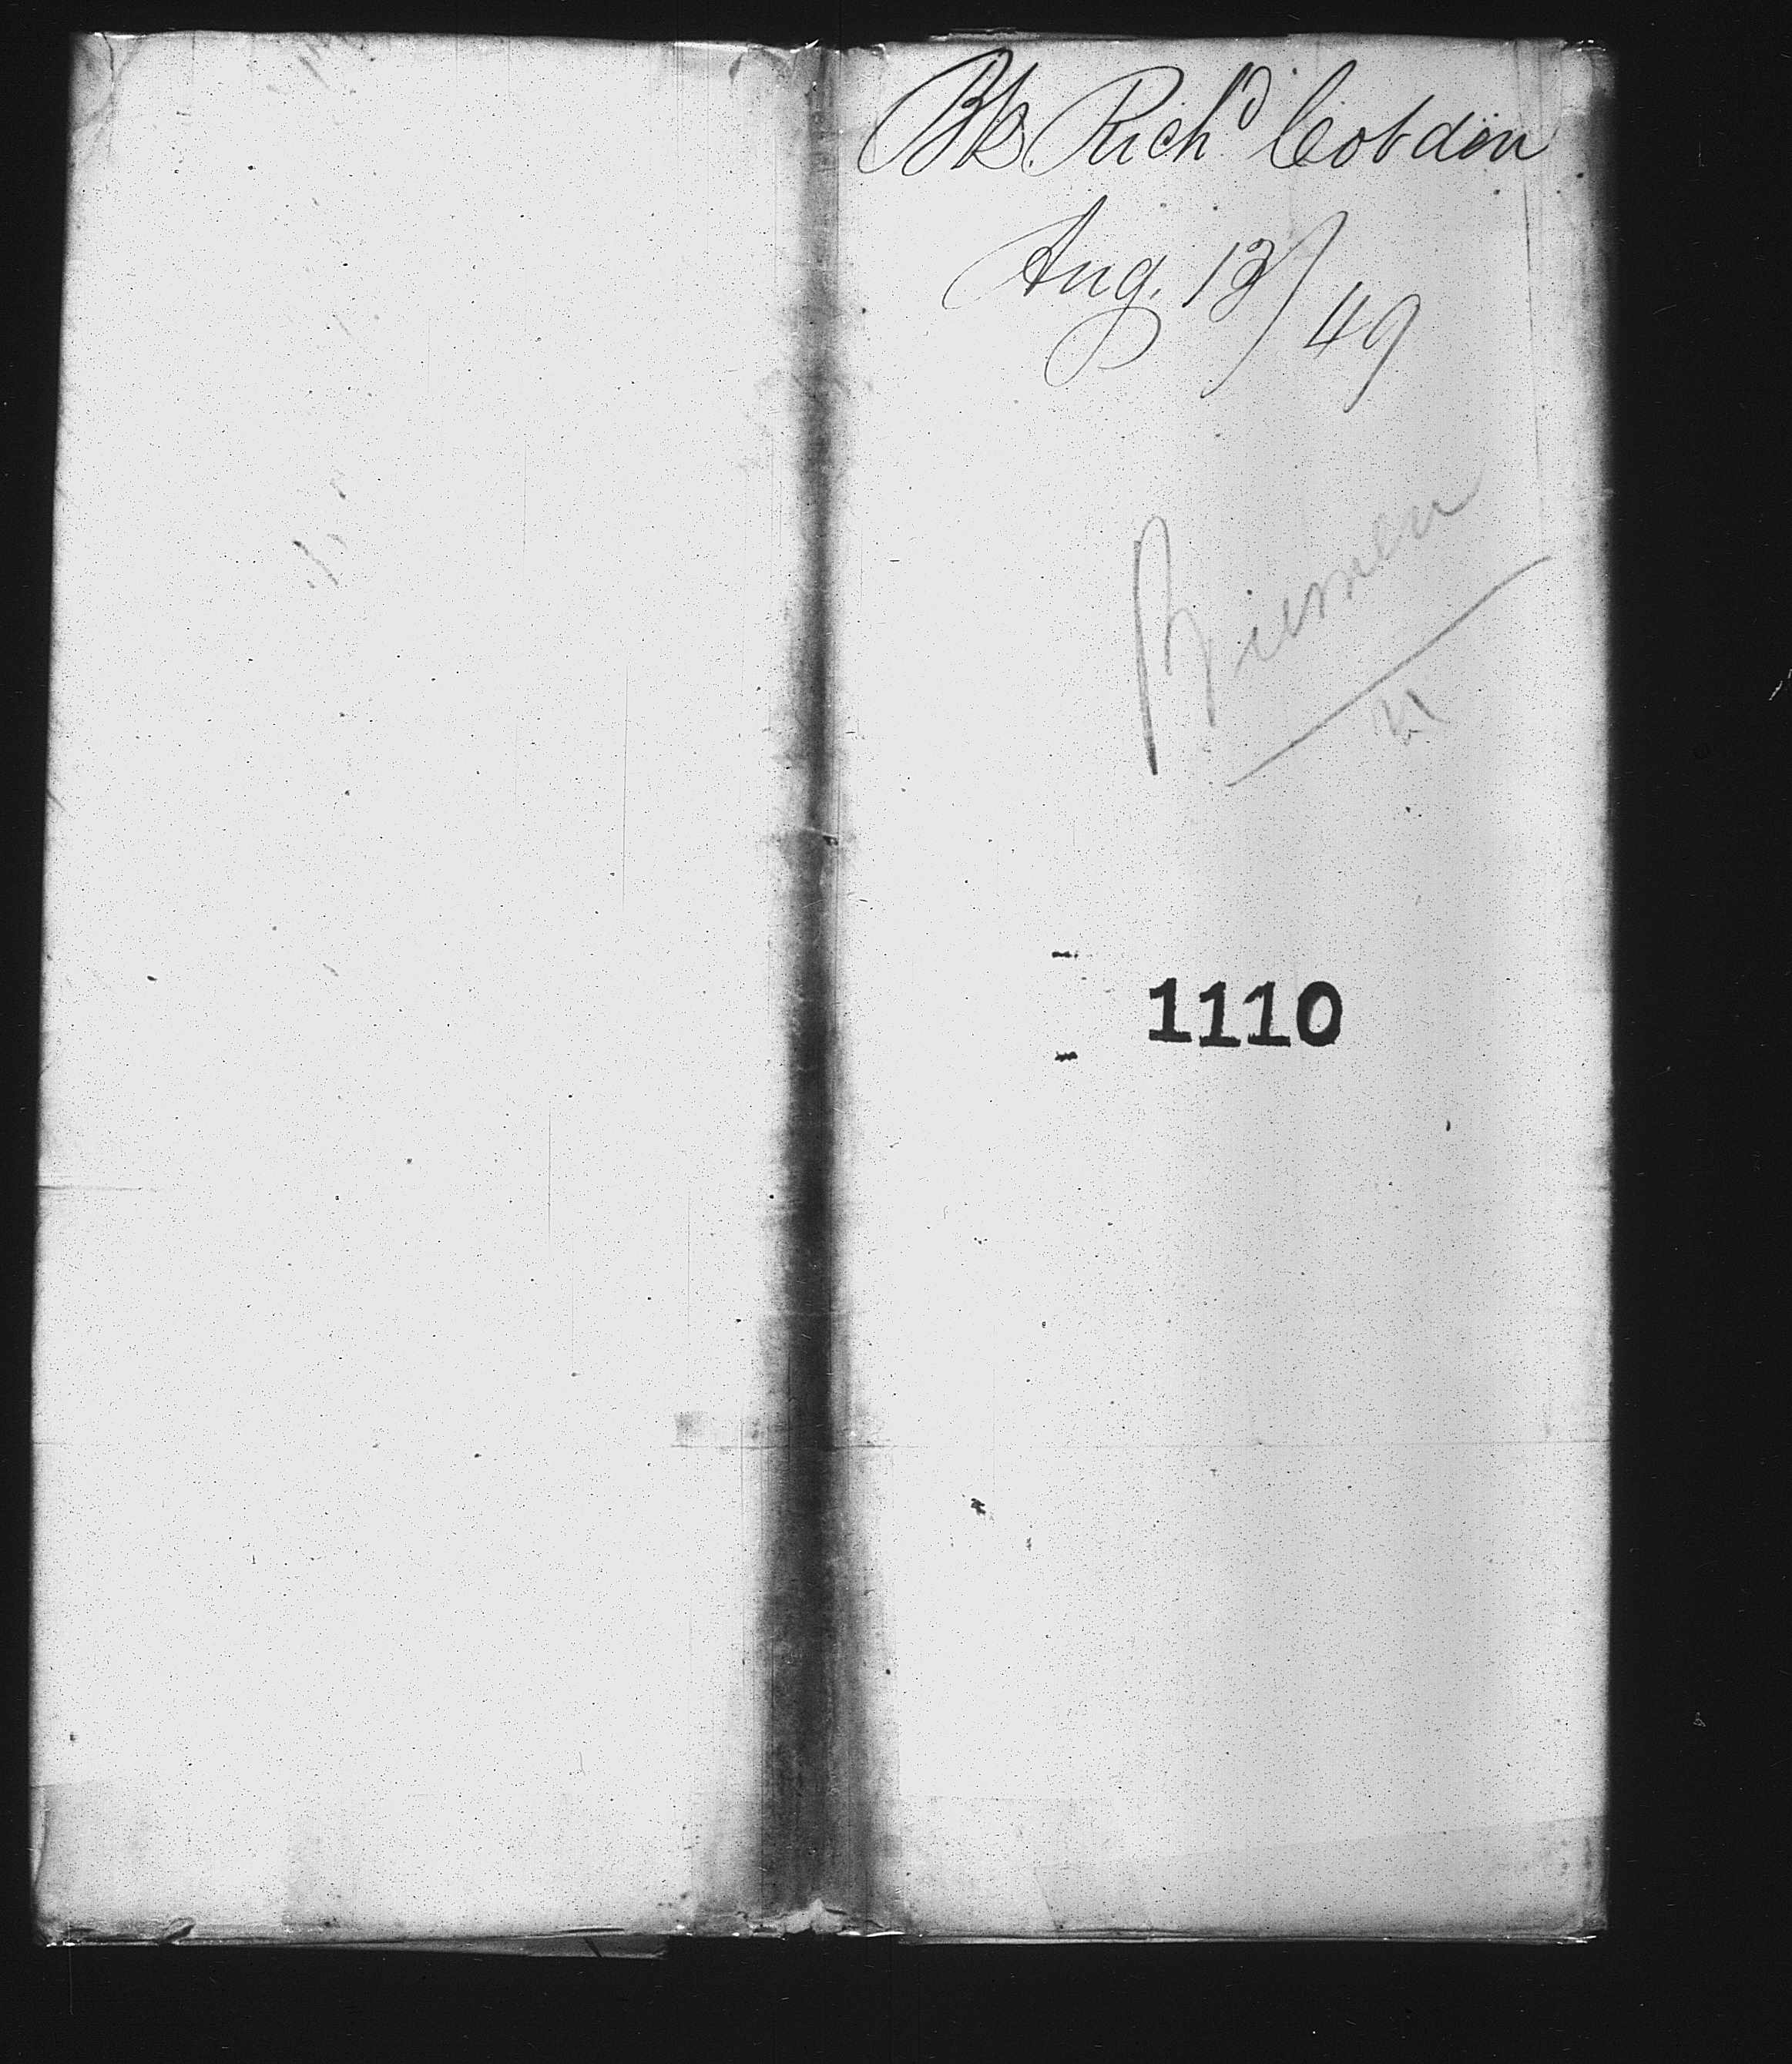 Bk Richd Cobden
Aug. 13/49
Bremen
1110